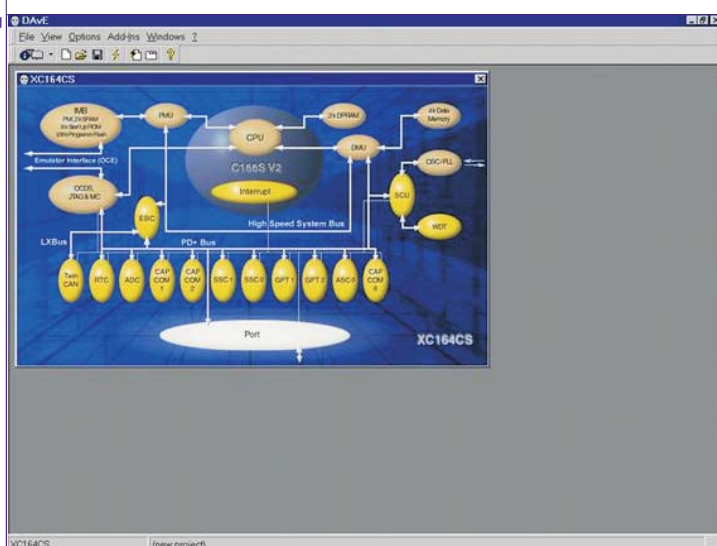 DAvE
File View Options Add-Ins Windows ?
XC164CS
IMB
PMU
2k DPRAM
4k Data
Memory
CPU
DMU
C166S V2
OSC/PLL
Emulator Interface (OCE)
Interrupt
OCDS,
JTAG & MC
SCU
EBC
High Speed System Bus
WDT
LXBus
PD+ Bus
Twin
CAN
RTC
ADC
CAP
COM
1
CAP
COM
2
SSC 1
SSC 0
GPT 1
GPT 2
ASC 0
CAP
COM
6
Port
XC164CS
XC164CS
(new project)